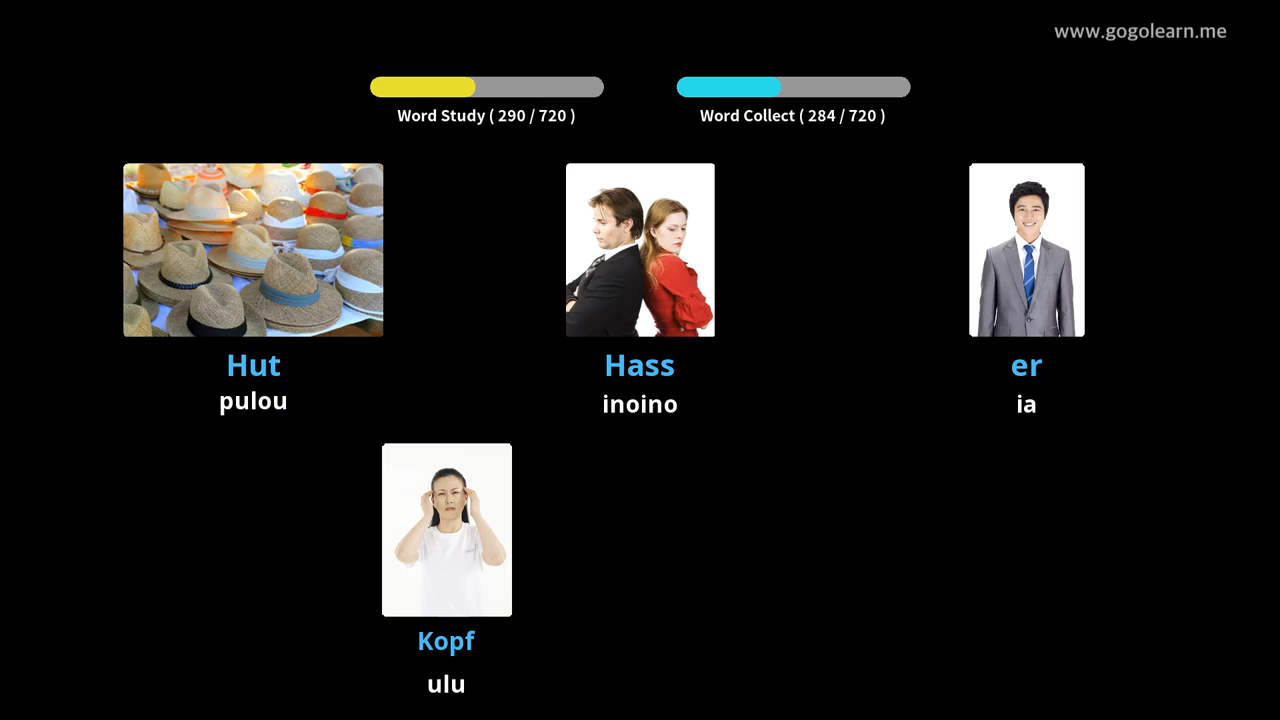 www.gogolearn.me
Word Study ( 290 / 720 )
Word Collect ( 284 / 720 )
Hut
pulou
Hass
inoino
er
ia
Kopf
ulu